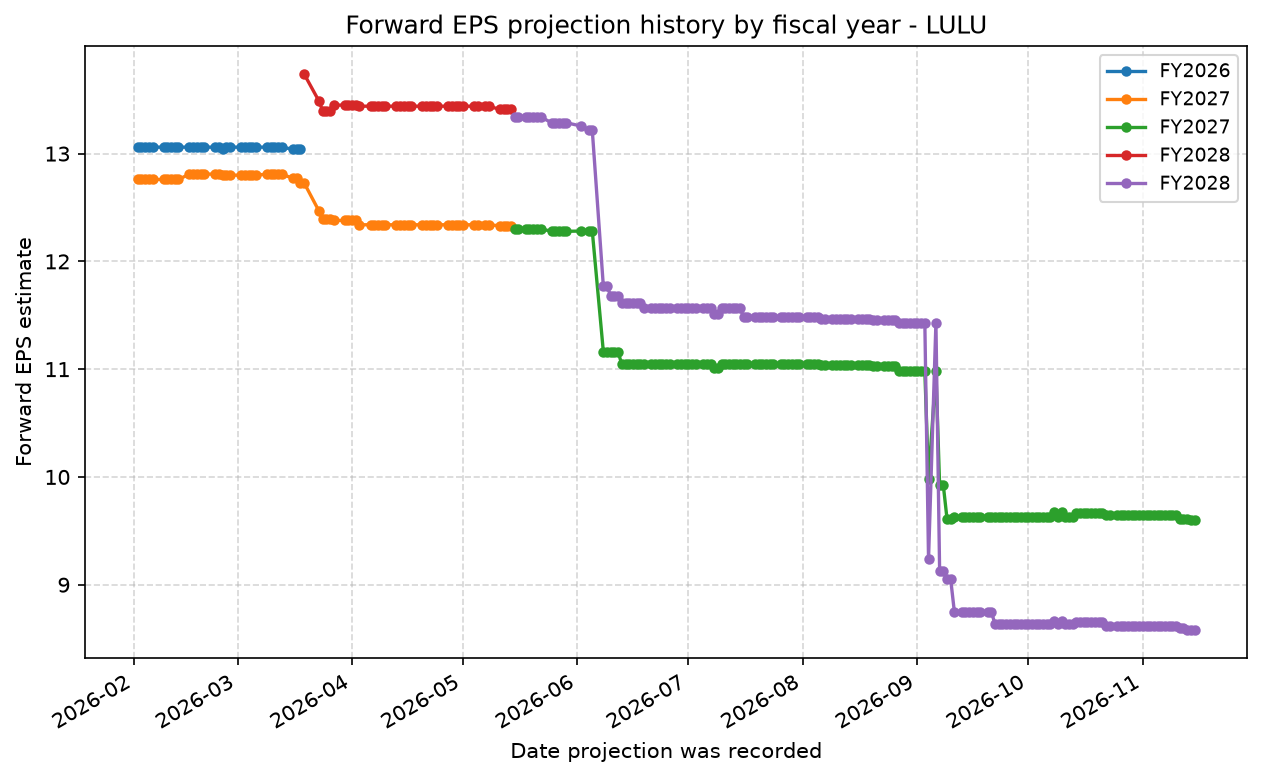 Forward EPS projection history by fiscal year - LULU
FY2026
FY2027
FY2027
FY2028
FY2028
13
12
11
10
9
Forward EPS estimate
2026-02
2026-03
2026-04
2026-05
2026-06
2026-07
2026-08
2026-09
2026-10
2026-11
Date projection was recorded